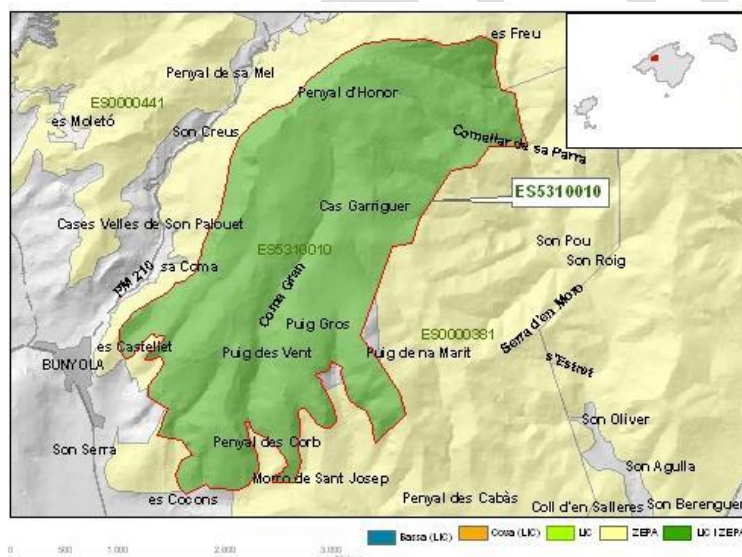 es Freu
Penyal de sa Mel
Penyal d'Honor
ES0000441
es Moletó
Son Creus
Comellar de sa Parra
ES5310010
Cas Garriguer
Cases Velles de Son Palouet
Son Pou
ES5310010
Son Roig
sa Coma
PM 210
Coma Gran
Serra d'en Moro
Puig Gros
ES0000381
es Castellet
Puig des Vent
Puig de na Marit
s'Estret
BUNYOLA
Son Oliver
Son Serra
Penyal des Corb
Son Agulla
Morro de Sant Josep
es Cocons
Penyal des Cabàs
Coll d'en Salleres
Son Berenguer
0 500 1.000 2.000 3.000
Bassa (LIC) Cova (LIC) LIC ZEPA LIC I ZEPA